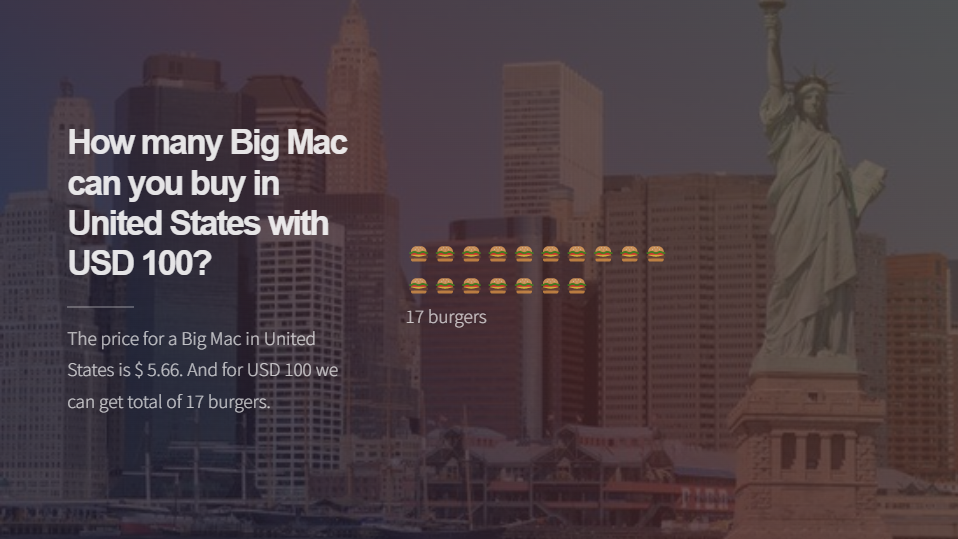 How many Big Mac
can you buy in
United States with
USD 100?
The price for a Big Mac in United
States is $ 5.66. And for USD 100 we
can get total of 17 burgers.
17 burgers